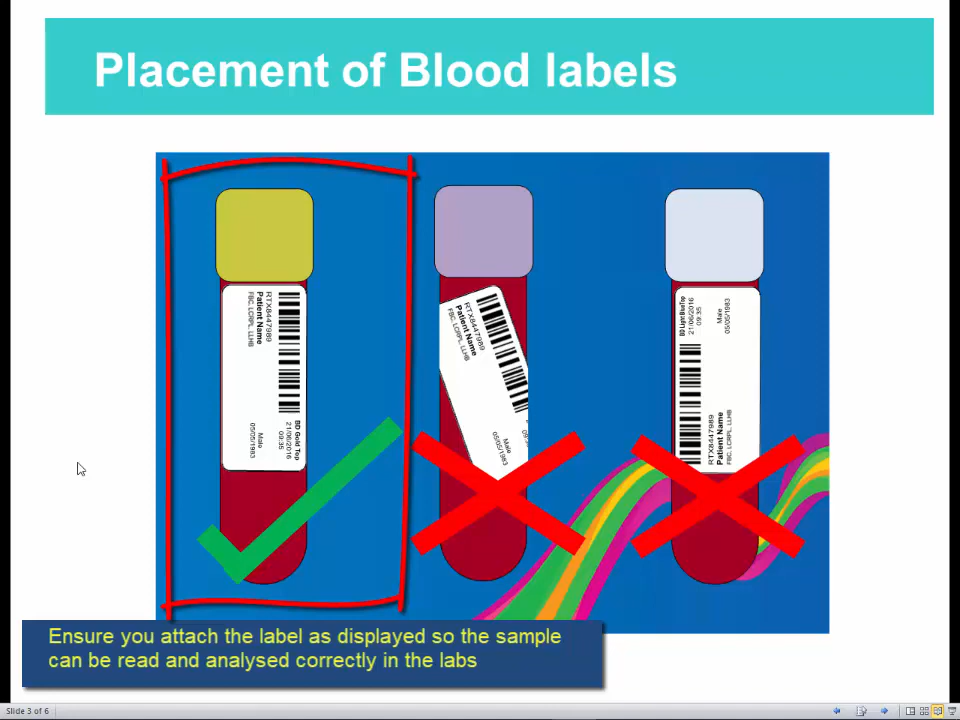 Placement of Blood labels
RTX8447989
Patient Name
FBC, LCRPL, LLHB
BD Gold Top
21/06/2016
09:35
Male
05/05/1983
RTX8447989
Patient Name
FBC, LCRPL, LLHB
Male
05/05/1983
BD Light Blue Top
21/06/2016
09:35
Male
05/05/1983
RTX8447989
Patient Name
FBC, LCRPL, LLHB
Ensure you attach the label as displayed so the sample
can be read and analysed correctly in the labs
Slide 3 of 6